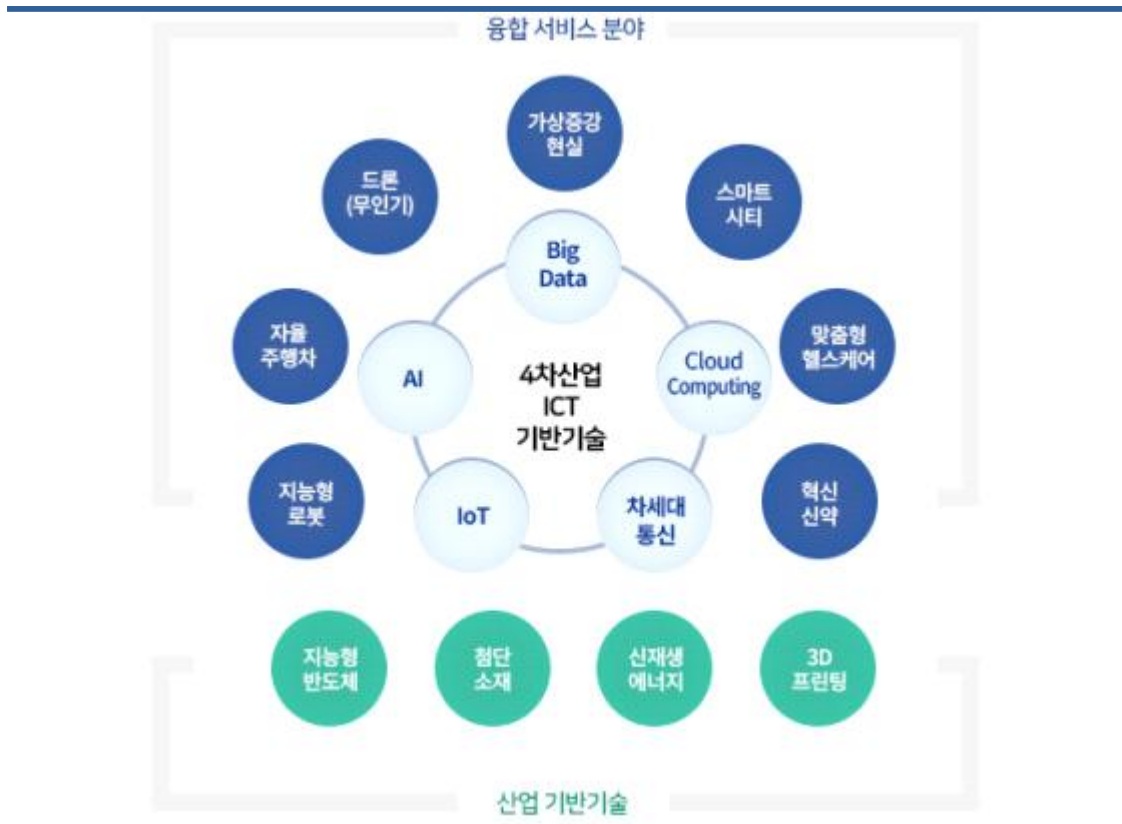 융합 서비스 분야
가상증강
현실
드론
(무인기)
스마트
시티
Big
Data
자율
주행차
맞춤형
헬스케어
AI
Cloud
Computing
4차산업
ICT
기반기술
지능형
로봇
IoT
차세대
통신
혁신
신약
지능형
반도체
첨단
소재
신재생
에너지
3D
프린팅
산업 기반기술